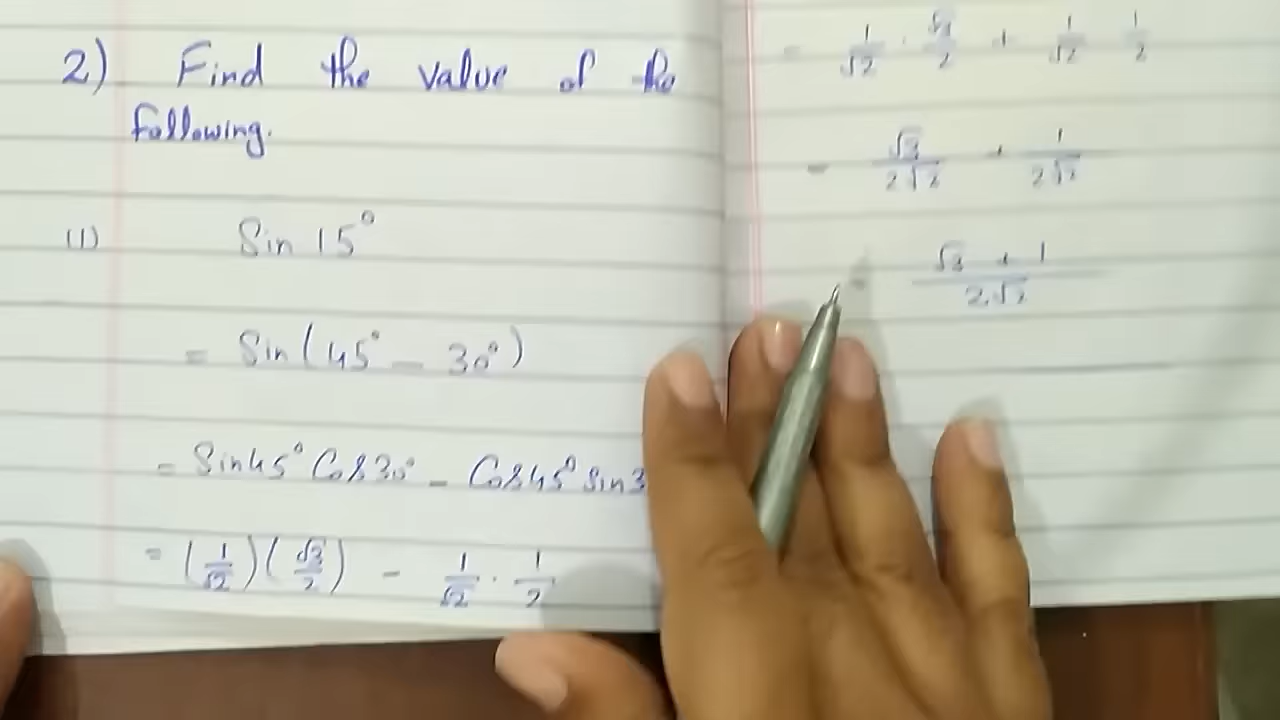 2) Find the value of the
following.
(1) Sin 15°
= Sin(45° - 30°)
= Sin45° Cos30° - Cos45° Sin3
= (1/√2)(√3/2) - 1/√2 · 1/2
= 1/√2 · √3/2 + 1/√2 1/2
= √3/2√2 + 1/2√2
= √3 + 1/2√2